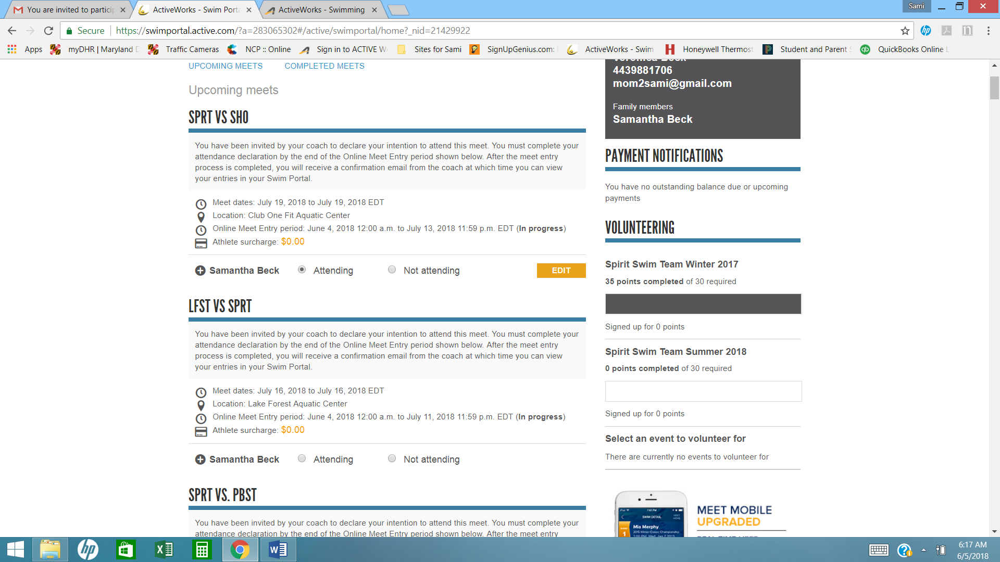 You are invited to partici
ActiveWorks - Swim Porta
ActiveWorks - Swimming
Sami
Secure
https://swimportal.active.com/?a=283065302#/active/swimportal/home?_nid=21429922
Apps
myDHR | Maryland D
Traffic Cameras
NCP :: Online
Sign in to ACTIVE Wo
Sites for Sami
SignUpGenius.com:
ActiveWorks - Swim
Honeywell Thermost
Student and Parent S
QuickBooks Online L
UPCOMING MEETS
COMPLETED MEETS
Upcoming meets
SPRT VS SHO
You have been invited by your coach to declare your intention to attend this meet. You must complete your
attendance declaration by the end of the Online Meet Entry period shown below. After the meet entry
process is completed, you will receive a confirmation email from the coach at which time you can view
your entries in your Swim Portal.
Meet dates: July 19, 2018 to July 19, 2018 EDT
Location: Club One Fit Aquatic Center
Online Meet Entry period: June 4, 2018 12:00 a.m. to July 13, 2018 11:59 p.m. EDT (In progress)
Athlete surcharge: $0.00
Samantha Beck
Attending
Not attending
EDIT
LFST VS SPRT
You have been invited by your coach to declare your intention to attend this meet. You must complete your
attendance declaration by the end of the Online Meet Entry period shown below. After the meet entry
process is completed, you will receive a confirmation email from the coach at which time you can view
your entries in your Swim Portal.
Meet dates: July 16, 2018 to July 16, 2018 EDT
Location: Lake Forest Aquatic Center
Online Meet Entry period: June 4, 2018 12:00 a.m. to July 11, 2018 11:59 p.m. EDT (In progress)
Athlete surcharge: $0.00
Samantha Beck
Attending
Not attending
SPRT VS. PBST
You have been invited by your coach to declare your intention to attend this meet. You must complete your
attendance declaration by the end of the Online Meet Entry period shown below. After the meet entry
Veronica Beck
4439881706
mom2sami@gmail.com
Family members
Samantha Beck
PAYMENT NOTIFICATIONS
You have no outstanding balance due or upcoming
payments
VOLUNTEERING
Spirit Swim Team Winter 2017
35 points completed of 30 required
Signed up for 0 points
Spirit Swim Team Summer 2018
0 points completed of 30 required
Signed up for 0 points
Select an event to volunteer for
There are currently no events to volunteer for
SWIM DETAIL
Mia Merphy
2015 Winter Classic Championship
1:00 PM, Wed, Jan 7 2015
1
MEET MOBILE
UPGRADED
6:17 AM
6/5/2018